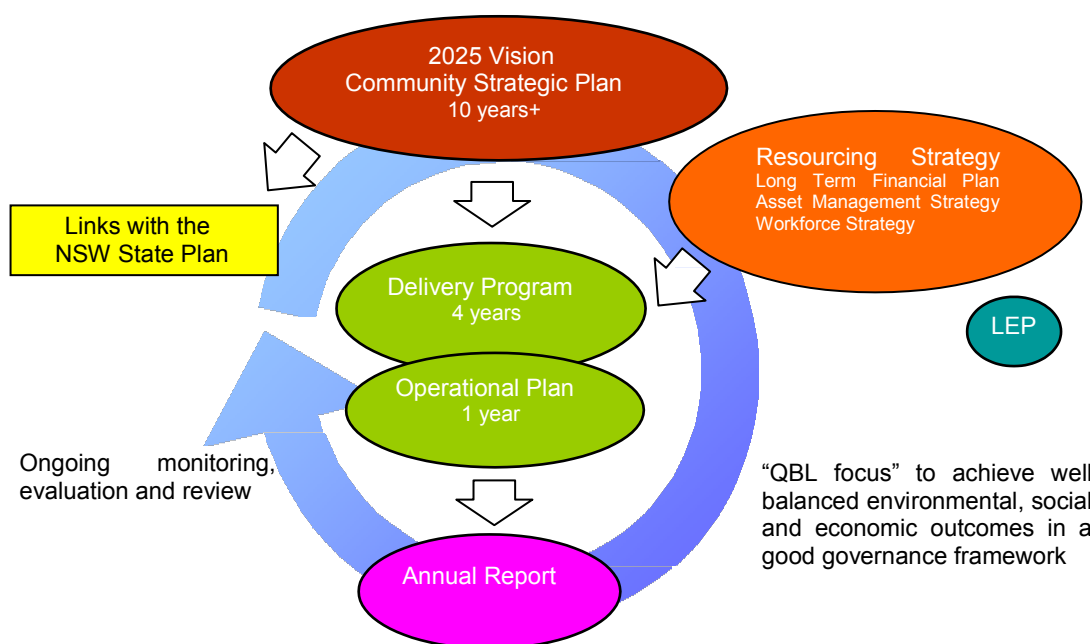 2025 Vision
Community Strategic Plan
10 years+
Resourcing Strategy
Long Term Financial Plan
Asset Management Strategy
Workforce Strategy
Links with the
NSW State Plan
Delivery Program
4 years
LEP
Operational Plan
1 year
Ongoing monitoring,
evaluation and review
“QBL focus” to achieve well
balanced environmental, social
and economic outcomes in a
good governance framework
Annual Report